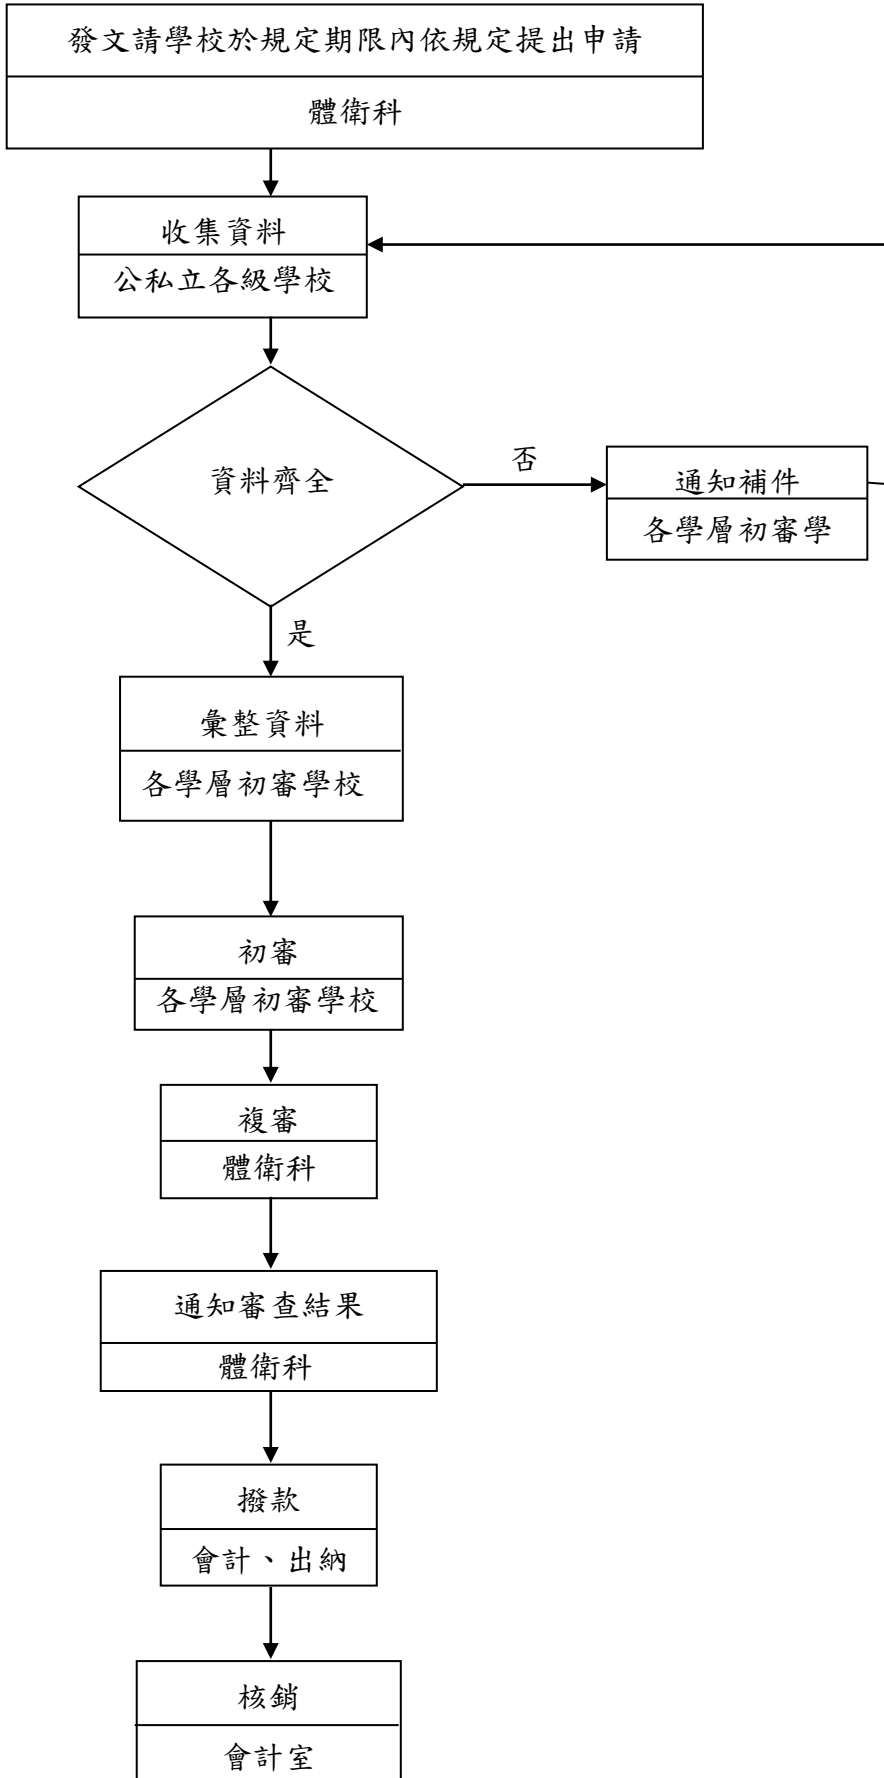 發文請學校於規定期限內依規定提出申請
體衛科
收集資料
公私立各級學校
資料齊全
否
通知補件
各學層初審學
是
彙整資料
各學層初審學校
初審
各學層初審學校
複審
體衛科
通知審查結果
體衛科
撥款
會計、出納
核銷
會計室